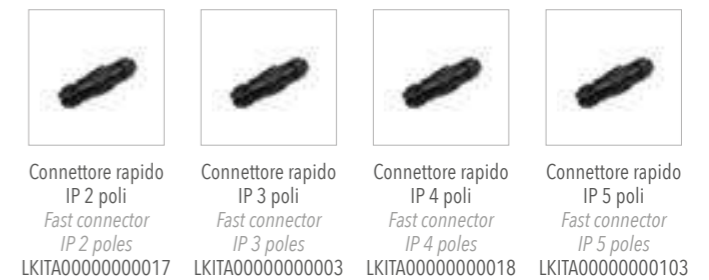 Connettore rapido
IP 2 poli
Fast connector
IP 2 poles
LKITA00000000017
Connettore rapido
IP 3 poli
Fast connector
IP 3 poles
LKITA00000000003
Connettore rapido
IP 4 poli
Fast connector
IP 4 poles
LKITA00000000018
Connettore rapido
IP 5 poli
Fast connector
IP 5 poles
LKITA00000000103